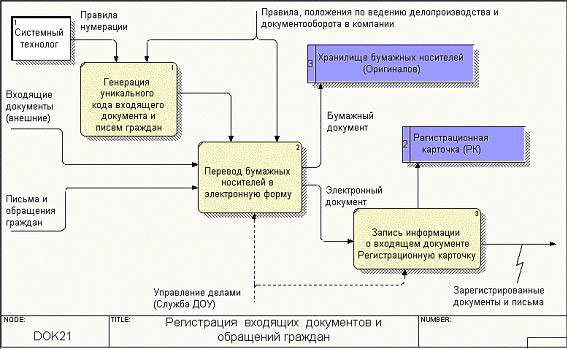 1
Системный
технолог
Правила
нумерации
Правила, положения по ведению делопроизводства и
документооборота в компании
1
Генерация
уникального
кода входящего
документа и
писем граждан
3
Хранилище бумажных носителей
(Оригиналов)
Входящие
документы
(внешние)
Бумажный
документ
2
Регистрационная
карточка (РК)
2
Перевод бумажных
носителей в
электронную форму
Письма и
обращения
граждан
Электронный
документ
3
Запись информации
о входящем документе
Регистрационную карточку
Управление делами
(Служба ДОУ)
Зарегистрированные
документы и письма
NODE:
DOK21
TITLE:
Регистрация входящих документов и
обращений граждан
NUMBER: